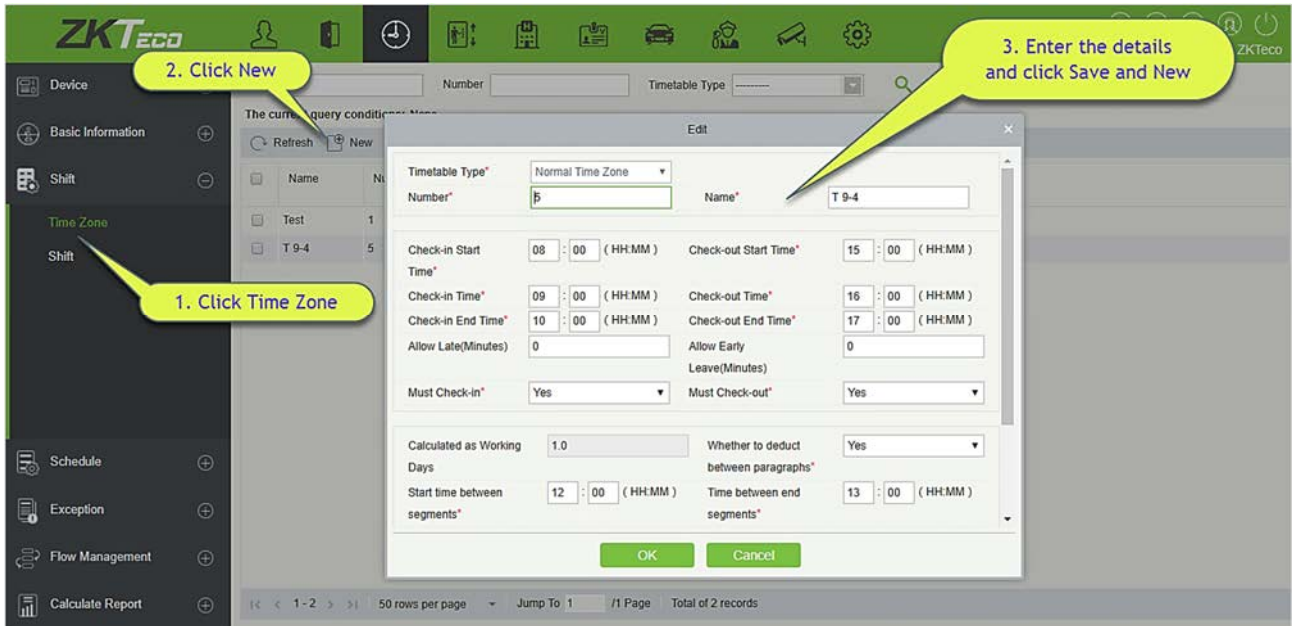 ZKTeco
ZKTeco
2. Click New
3. Enter the details
and click Save and New
Device
Number
Timetable Type ---------
The current query conditions: None
Basic Information
Refresh New
Edit
Shift
Name
Timetable Type* Normal Time Zone
Number* 5 Name* T 9-4
Time Zone
Test 1
T 9-4 5
Shift
Check-in Start
Time*
08 : 00 ( HH:MM )
Check-out Start Time* 15 : 00 ( HH:MM )
1. Click Time Zone
Check-in Time* 09 : 00 ( HH:MM ) Check-out Time* 16 : 00 ( HH:MM )
Check-in End Time* 10 : 00 ( HH:MM ) Check-out End Time* 17 : 00 ( HH:MM )
Allow Late(Minutes) 0
Allow Early
Leave(Minutes)
0
Must Check-in* Yes Must Check-out* Yes
Calculated as Working
Days
1.0
Whether to deduct
between paragraphs*
Yes
Start time between
segments*
12 : 00 ( HH:MM )
Time between end
segments*
13 : 00 ( HH:MM )
OK Cancel
Schedule
Exception
Flow Management
Calculate Report
1-2 50 rows per page Jump To 1 /1 Page Total of 2 records